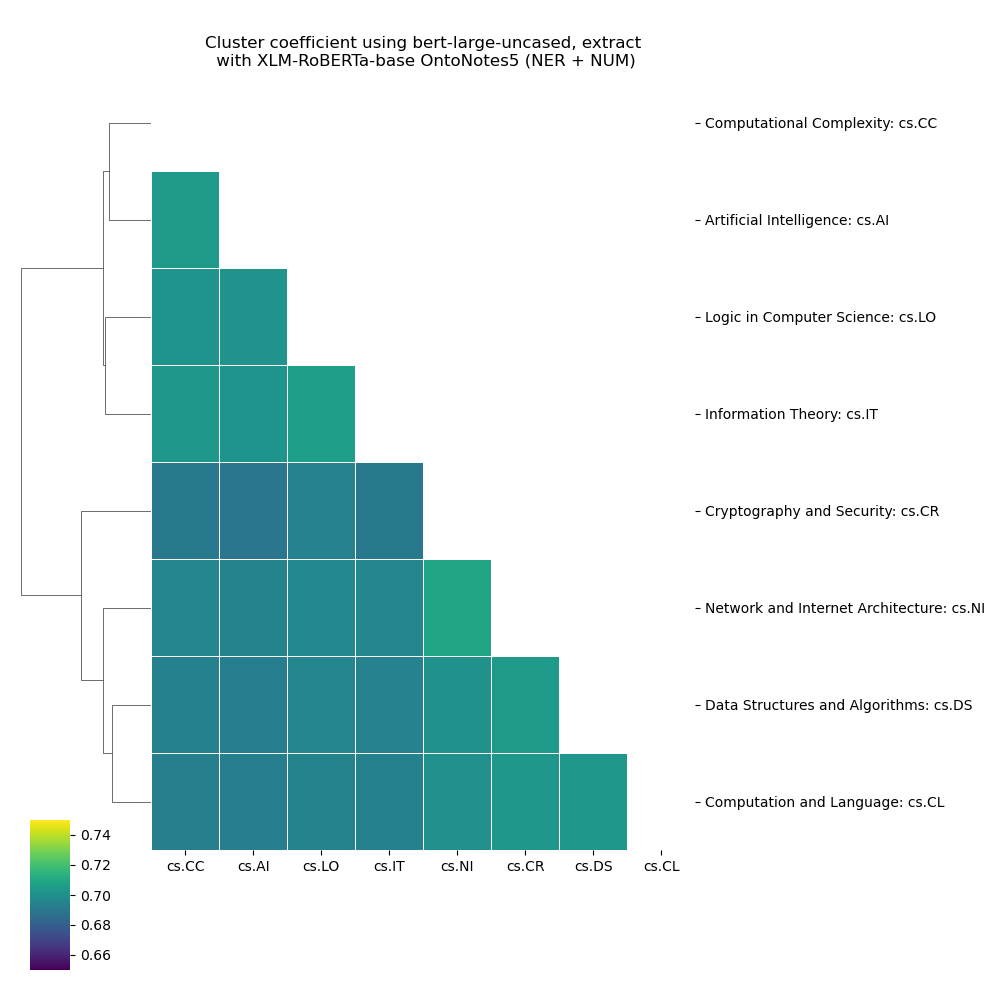 Cluster coefficient using bert-large-uncased, extract
with XLM-RoBERTa-base OntoNotes5 (NER + NUM)
Computational Complexity: cs.CC
Artificial Intelligence: cs.AI
Logic in Computer Science: cs.LO
Information Theory: cs.IT
Cryptography and Security: cs.CR
Network and Internet Architecture: cs.NI
Data Structures and Algorithms: cs.DS
Computation and Language: cs.CL
cs.CC cs.AI cs.LO cs.IT cs.NI cs.CR cs.DS cs.CL
0.74
0.72
0.70
0.68
0.66